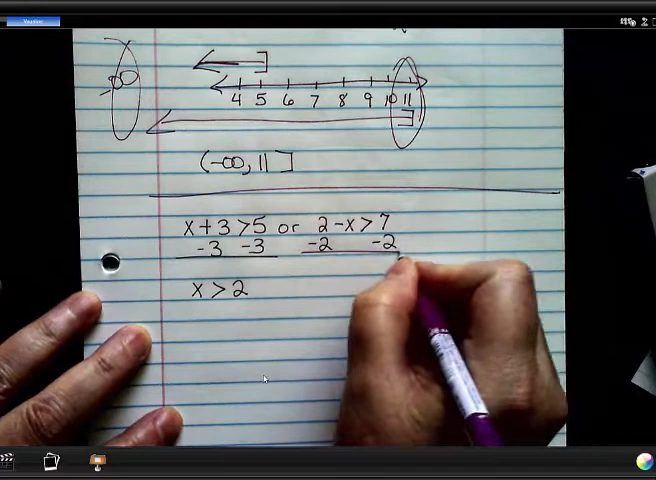 4 5 6 7 8 9 10 11
(-∞, 11]
x + 3 > 5 or 2 - x > 7
-3 -3 -2 -2
x > 2
-∞